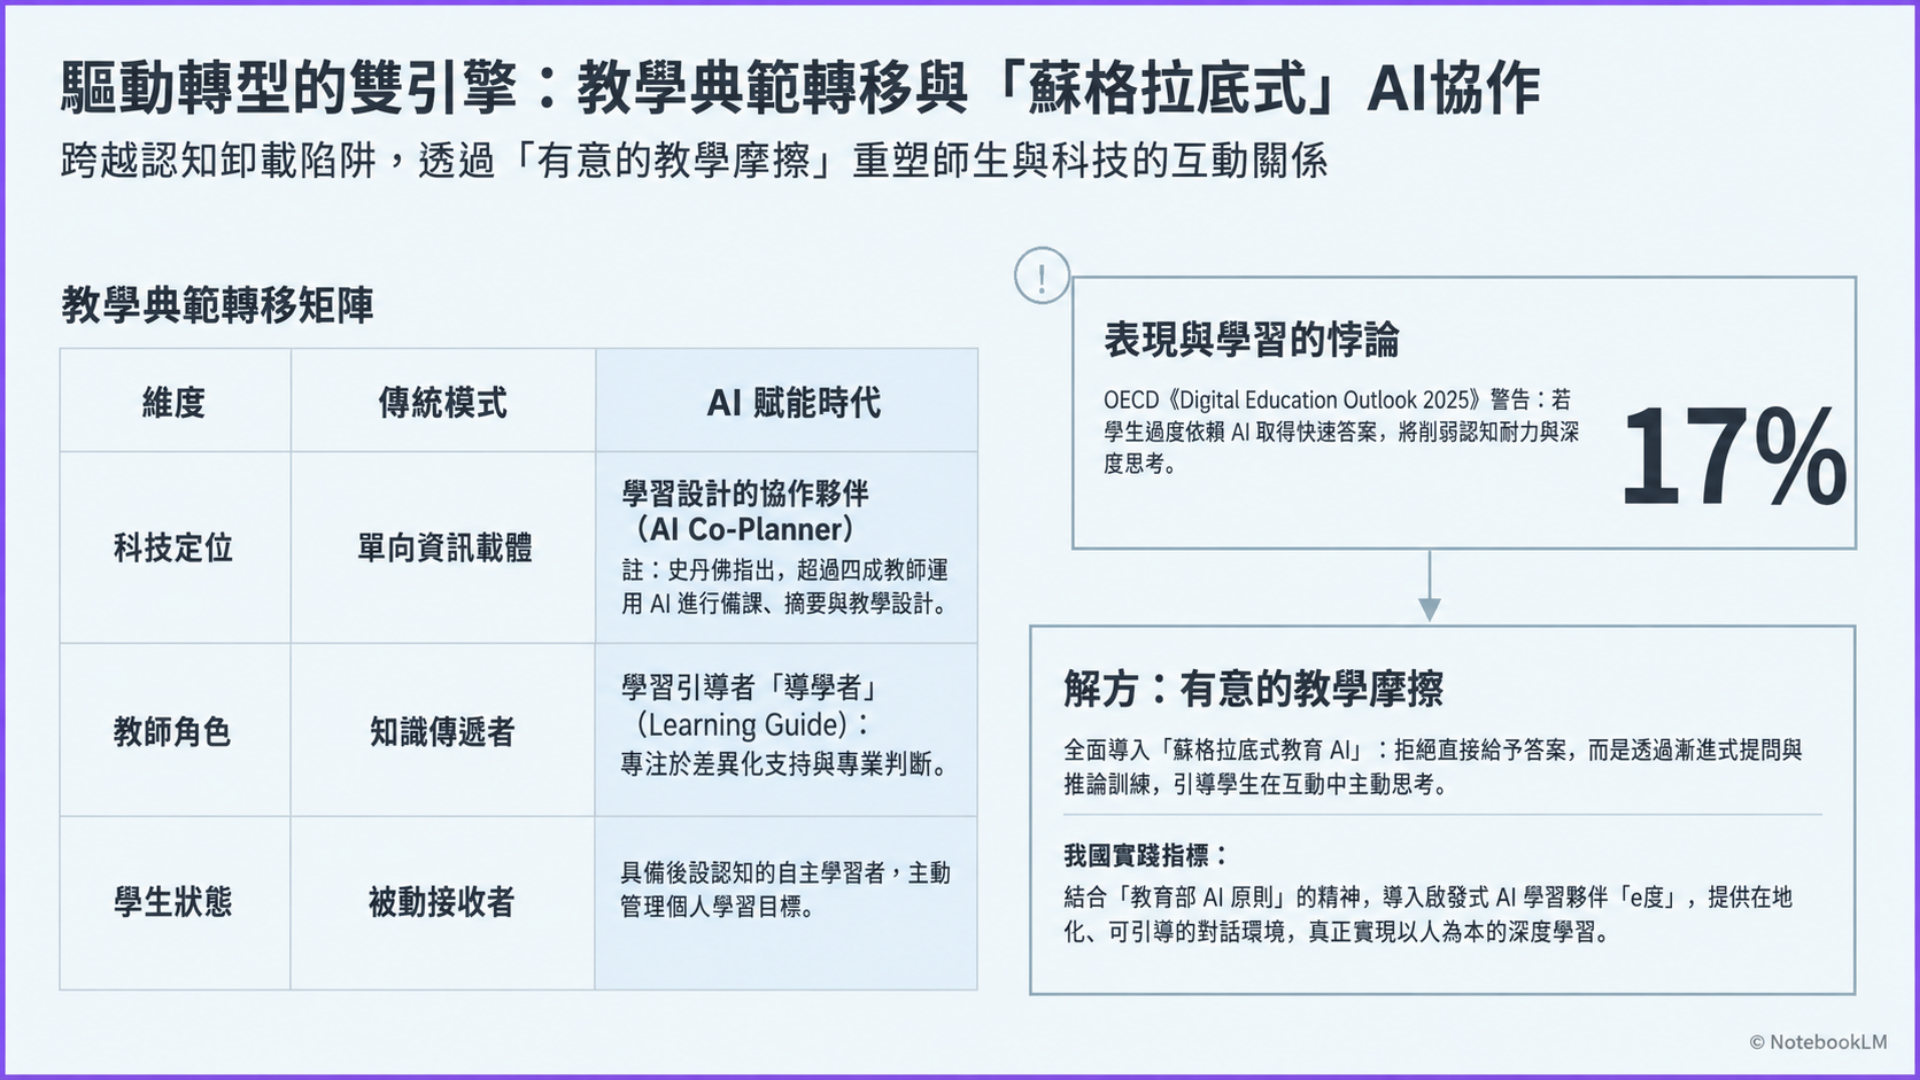 驅動轉型的雙引擎：教學典範轉移與「蘇格拉底式」AI協作
跨越認知卸載陷阱，透過「有意的教學摩擦」重塑師生與科技的互動關係
教學典範轉移矩陣
維度
傳統模式
AI 賦能時代
科技定位
單向資訊載體
學習設計的協作夥伴
（AI Co-Planner）
註：史丹佛指出，超過四成教師運
用 AI 進行備課、摘要與教學設計。
教師角色
知識傳遞者
學習引導者「導學者」
（Learning Guide）：
專注於差異化支持與專業判斷。
學生狀態
被動接收者
具備後設認知的自主學習者，主動
管理個人學習目標。
!
表現與學習的悖論
OECD《Digital Education Outlook 2025》警告：若
學生過度依賴 AI 取得快速答案，將削弱認知耐力與深
度思考。
17%
解方：有意的教學摩擦
全面導入「蘇格拉底式教育 AI」：拒絕直接給予答案，而是透過漸進式提問與
推論訓練，引導學生在互動中主動思考。
我國實踐指標：
結合「教育部 AI 原則」的精神，導入啟發式 AI 學習夥伴「e度」，提供在地
化、可引導的對話環境，真正實現以人為本的深度學習。
© NotebookLM